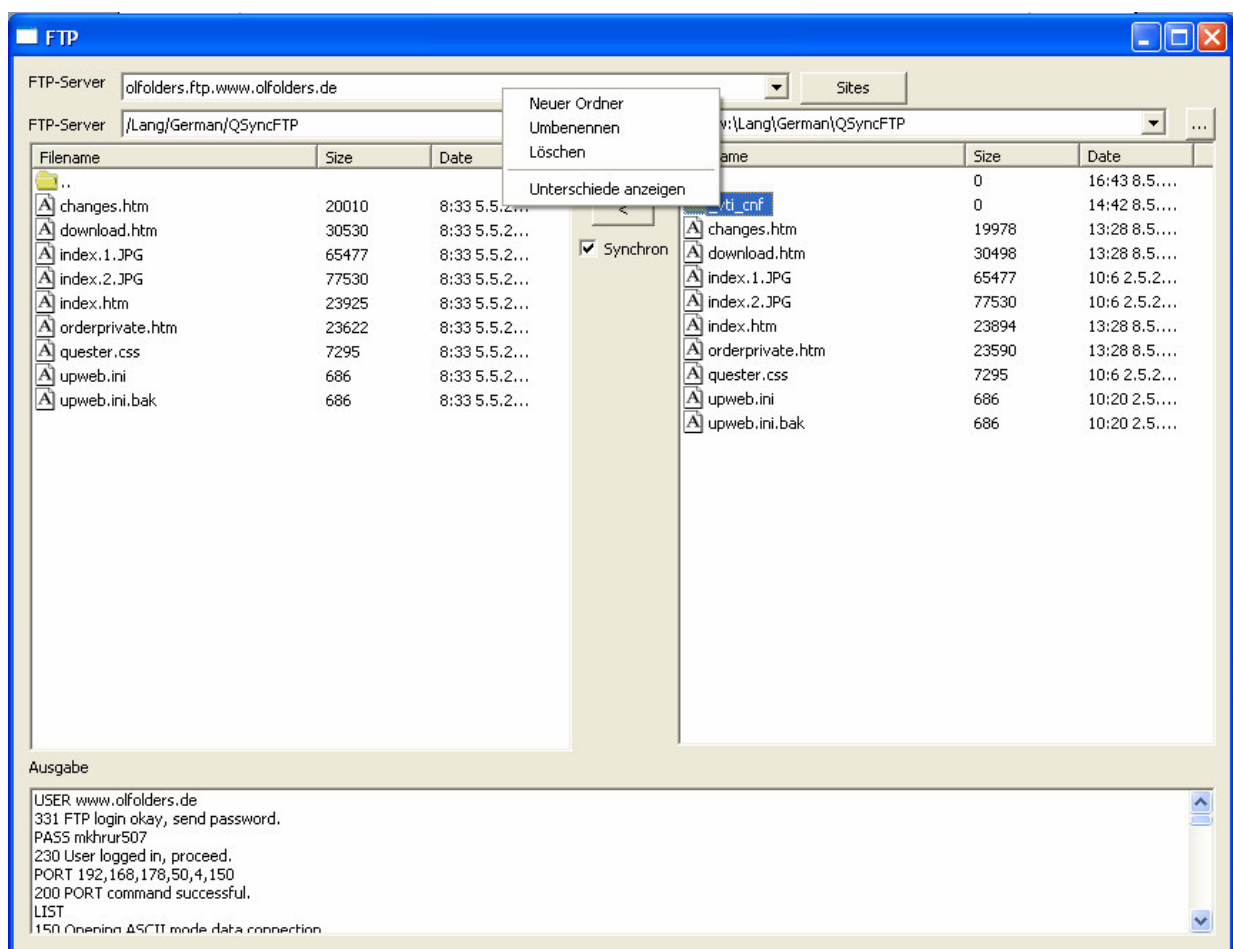 FTP
FTP-Server olfolders.ftp.www.olfolders.de Sites
FTP-Server /Lang/German/QSyncFTP :\Lang\German\QSyncFTP ...
Neuer Ordner
Umbenennen
Löschen
Unterschiede anzeigen
Filename Size Date
..
changes.htm 20010 8:33 5.5.2...
download.htm 30530 8:33 5.5.2...
index.1.JPG 65477 8:33 5.5.2...
index.2.JPG 77530 8:33 5.5.2...
index.htm 23925 8:33 5.5.2...
orderprivate.htm 23622 8:33 5.5.2...
quester.css 7295 8:33 5.5.2...
upweb.ini 686 8:33 5.5.2...
upweb.ini.bak 686 8:33 5.5.2...
<
Synchron
ame Size Date
0 16:43 8.5....
_vti_cnf 0 14:42 8.5....
changes.htm 19978 13:28 8.5....
download.htm 30498 13:28 8.5....
index.1.JPG 65477 10:6 2.5.2...
index.2.JPG 77530 10:6 2.5.2...
index.htm 23894 13:28 8.5....
orderprivate.htm 23590 13:28 8.5....
quester.css 7295 10:6 2.5.2...
upweb.ini 686 10:20 2.5....
upweb.ini.bak 686 10:20 2.5....
Ausgabe
USER www.olfolders.de
331 FTP login okay, send password.
PASS mkhrur507
230 User logged in, proceed.
PORT 192,168,178,50,4,150
200 PORT command successful.
LIST
150 Opening ASCII mode data connection